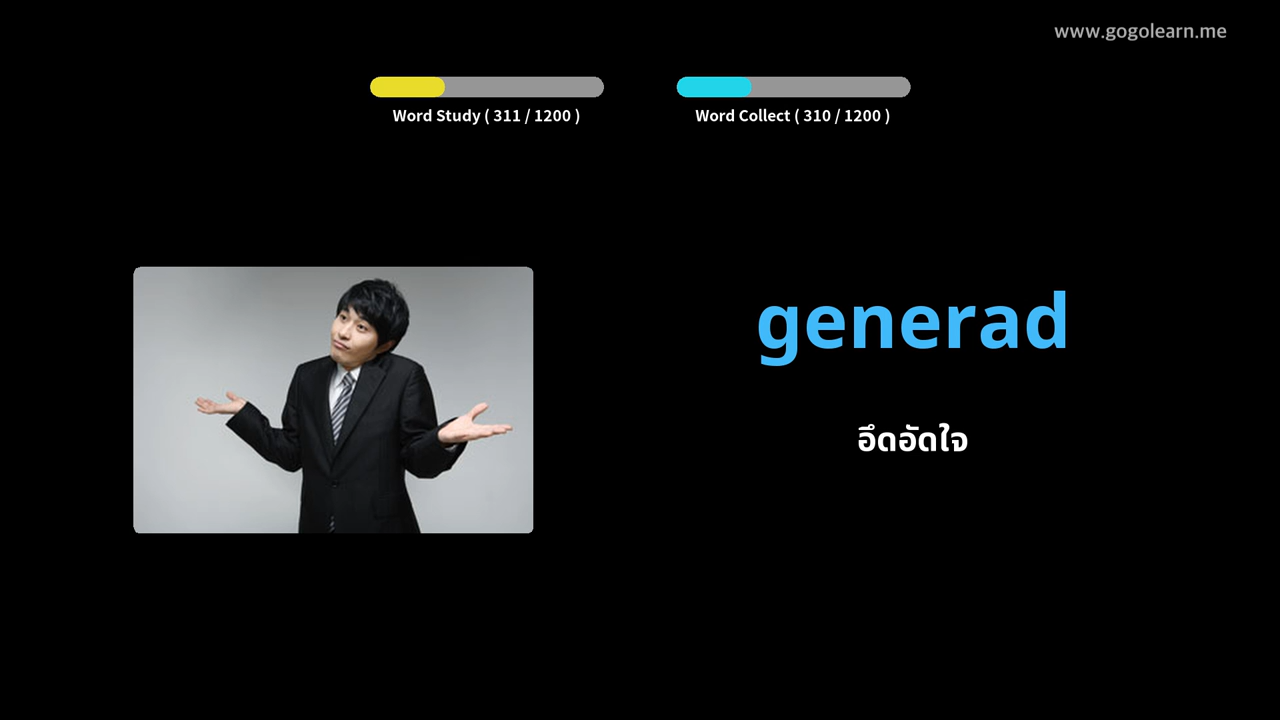 www.gogolearn.me
Word Study ( 311 / 1200 )
Word Collect ( 310 / 1200 )
generad
อึดอัดใจ